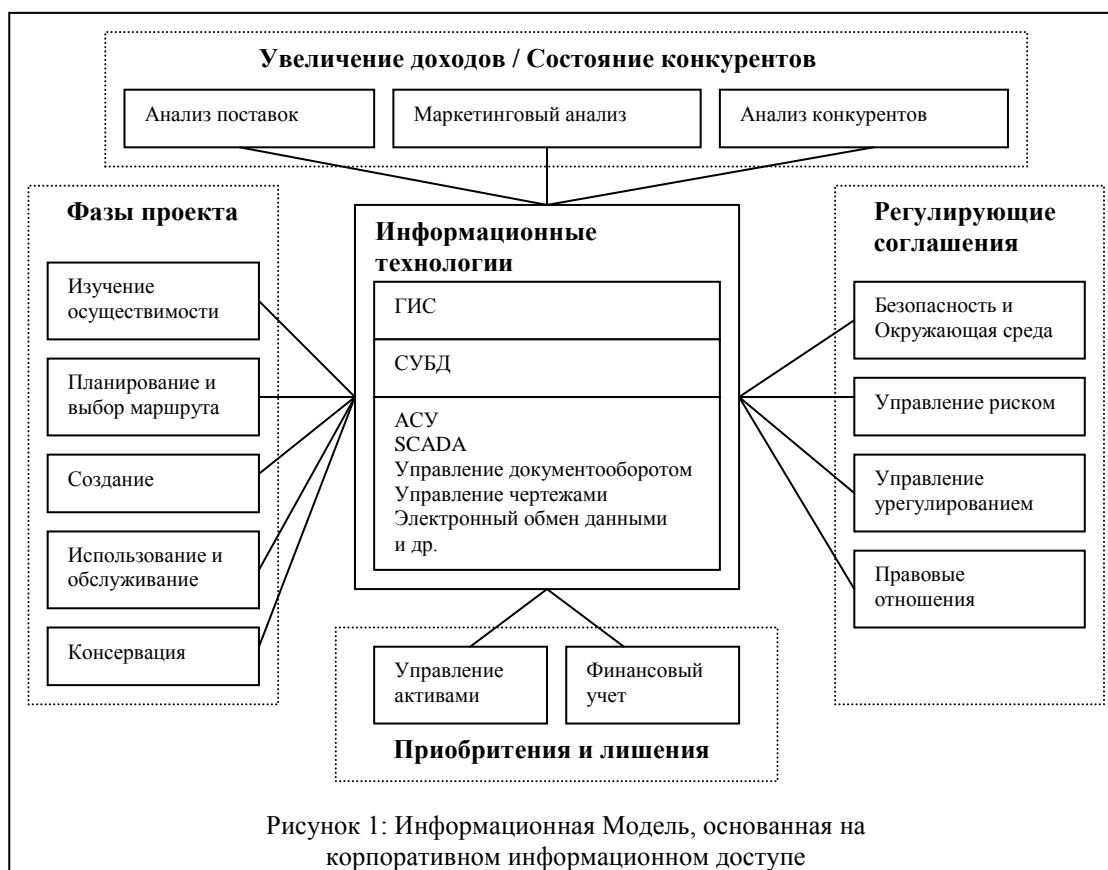 Увеличение доходов / Состояние конкурентов
Анализ поставок
Маркетинговый анализ
Анализ конкурентов
Фазы проекта
Изучение
осуществимости
Планирование и
выбор маршрута
Создание
Использование и
обслуживание
Консервация
Информационные
технологии
ГИС
СУБД
АСУ
SCADA
Управление документооборотом
Управление чертежами
Электронный обмен данными
и др.
Регулирующие
соглашения
Безопасность и
Окружающая среда
Управление риском
Управление
урегулированием
Правовые
отношения
Управление
активами
Финансовый
учет
Приобритения и лишения
Рисунок 1: Информационная Модель, основанная на
корпоративном информационном доступе